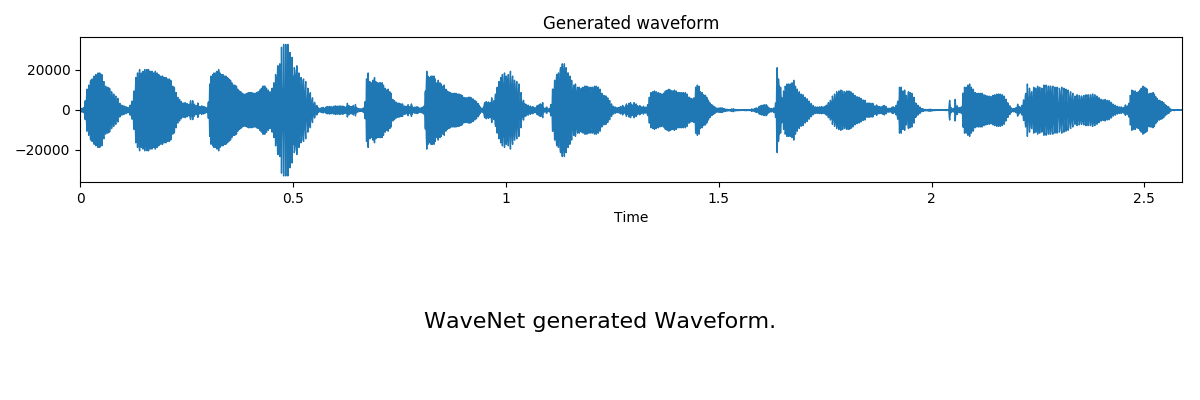 Generated waveform
20000
0
−20000
0 0.5 1 1.5 2 2.5
Time
WaveNet generated Waveform.